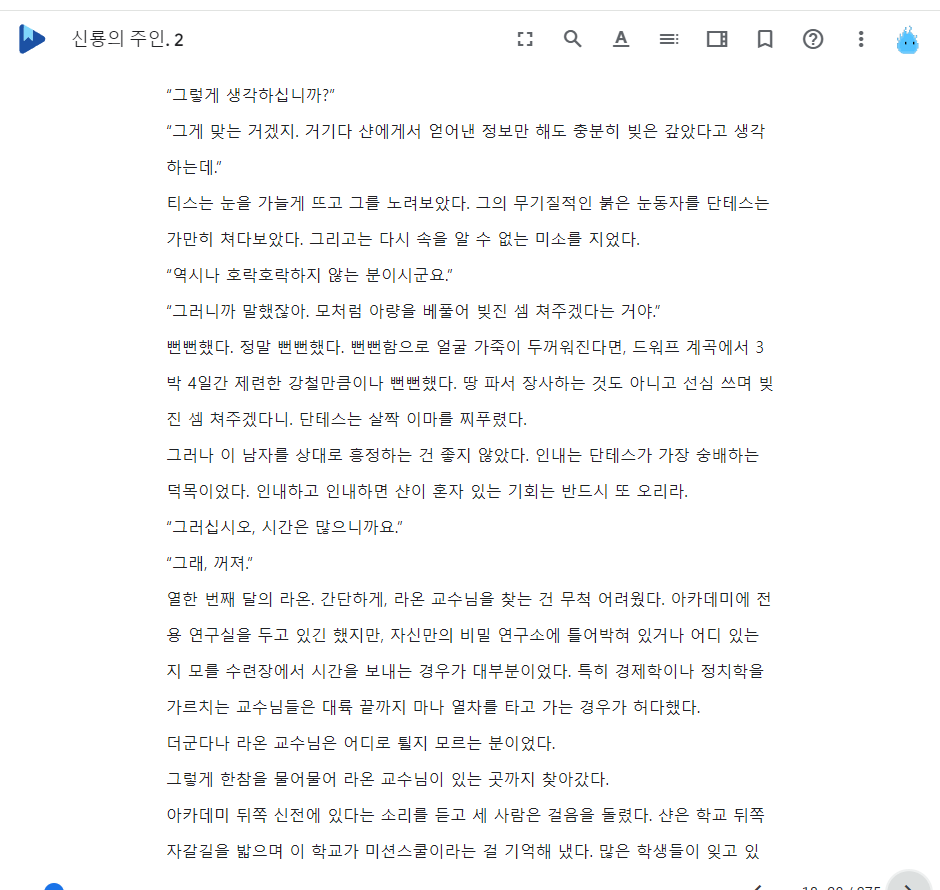 신룡의 주인. 2
“그렇게 생각하십니까?”
“그게 맞는 거겠지. 거기다 샨에게서 얻어낸 정보만 해도 충분히 빚은 갚았다고 생각
하는데.”
티스는 눈을 가늘게 뜨고 그를 노려보았다. 그의 무기질적인 붉은 눈동자를 단테스는
가만히 쳐다보았다. 그리고는 다시 속을 알 수 없는 미소를 지었다.
“역시나 호락호락하지 않는 분이시군요.”
“그러니까 말했잖아. 모처럼 아량을 베풀어 빚진 셈 쳐주겠다는 거야.”
뻔뻔했다. 정말 뻔뻔했다. 뻔뻔함으로 얼굴 가죽이 두꺼워진다면, 드워프 계곡에서 3
박 4일간 제련한 강철만큼이나 뻔뻔했다. 땅 파서 장사하는 것도 아니고 선심 쓰며 빚
진 셈 쳐주겠다니. 단테스는 살짝 이마를 찌푸렸다.
그러나 이 남자를 상대로 흥정하는 건 좋지 않았다. 인내는 단테스가 가장 숭배하는
덕목이었다. 인내하고 인내하면 샨이 혼자 있는 기회는 반드시 또 오리라.
“그러십시오, 시간은 많으니까요.”
“그래, 꺼져.”
열한 번째 달의 라온. 간단하게, 라온 교수님을 찾는 건 무척 어려웠다. 아카데미에 전
용 연구실을 두고 있긴 했지만, 자신만의 비밀 연구소에 틀어박혀 있거나 어디 있는
지 모를 수련장에서 시간을 보내는 경우가 대부분이었다. 특히 경제학이나 정치학을
가르치는 교수님들은 대륙 끝까지 마나 열차를 타고 가는 경우가 허다했다.
더군다나 라온 교수님은 어디로 튈지 모르는 분이었다.
그렇게 한참을 물어물어 라온 교수님이 있는 곳까지 찾아갔다.
아카데미 뒤쪽 신전에 있다는 소리를 듣고 세 사람은 걸음을 돌렸다. 샨은 학교 뒤쪽
자갈길을 밟으며 이 학교가 미션스쿨이라는 걸 기억해 냈다. 많은 학생들이 잊고 있